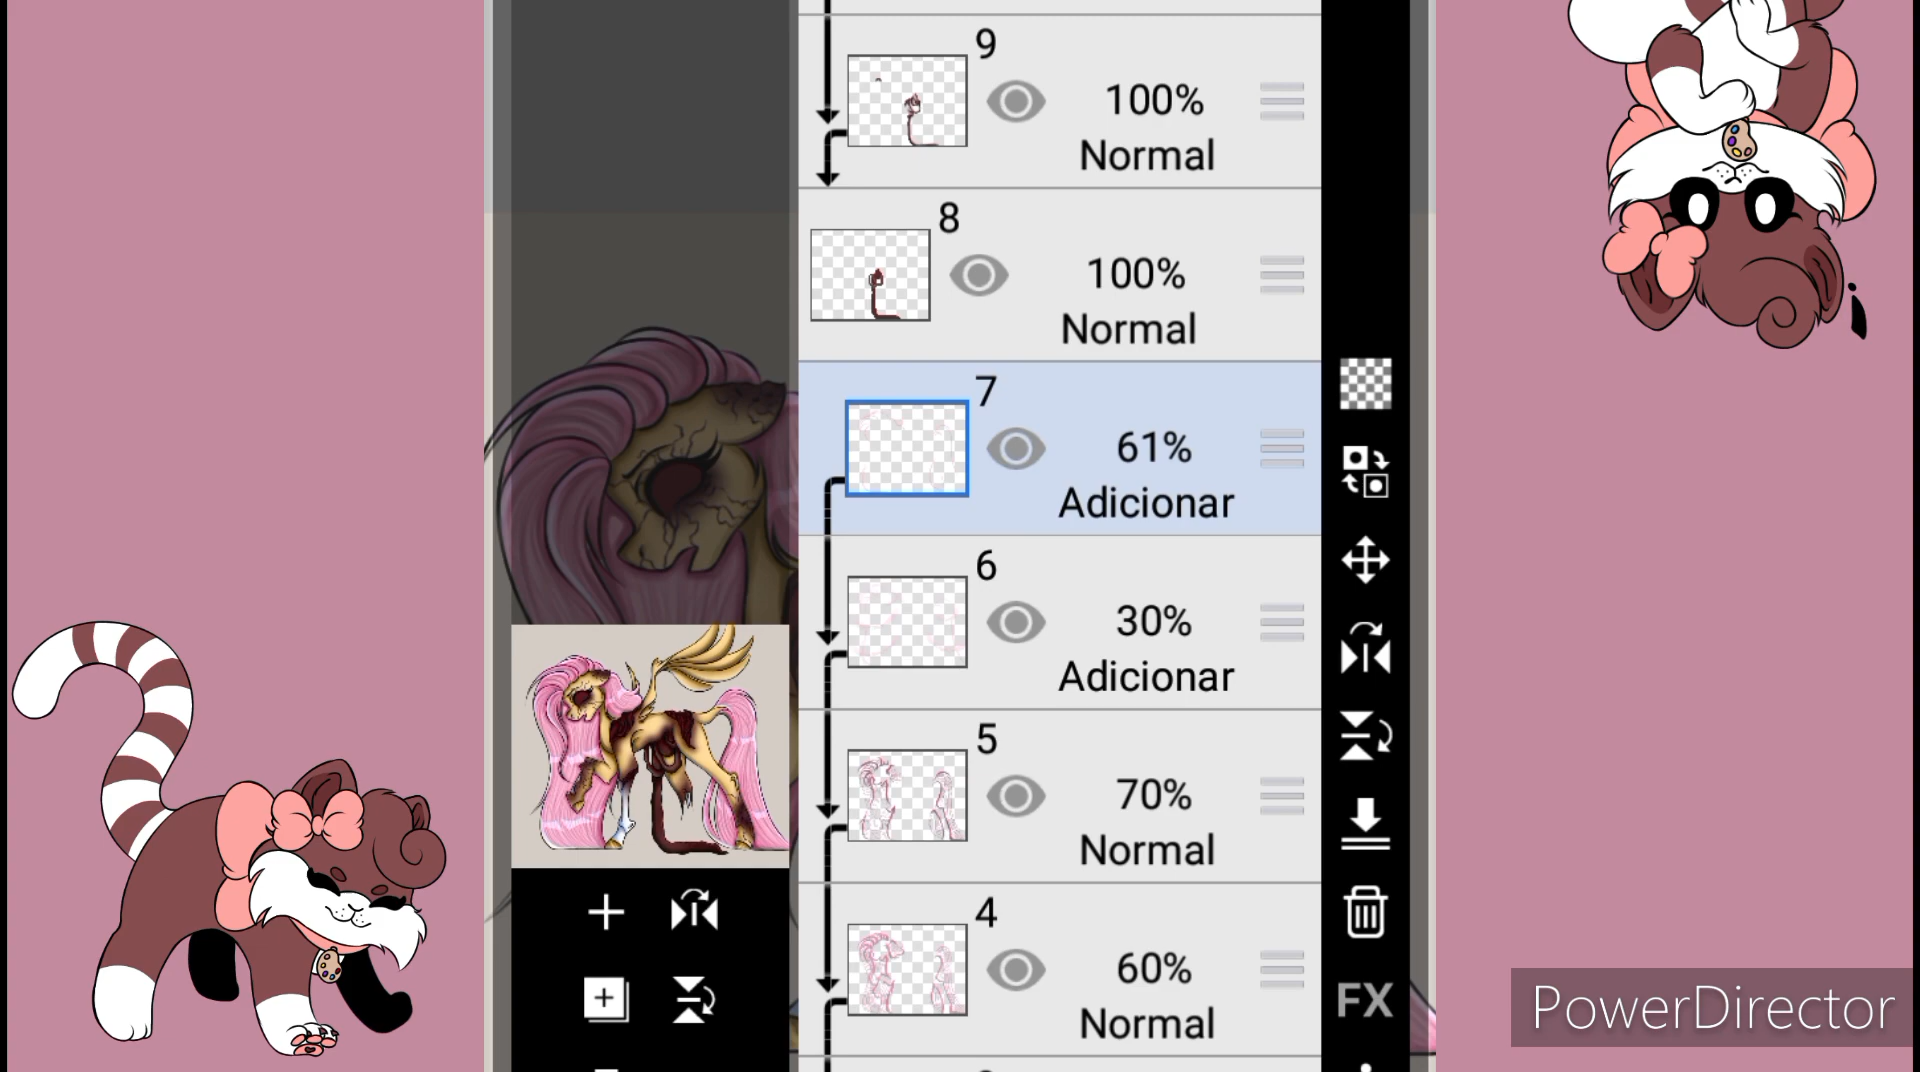 9
100%
Normal
8
100%
Normal
7
61%
Adicionar
6
30%
Adicionar
5
70%
Normal
4
60%
Normal
FX
PowerDirector